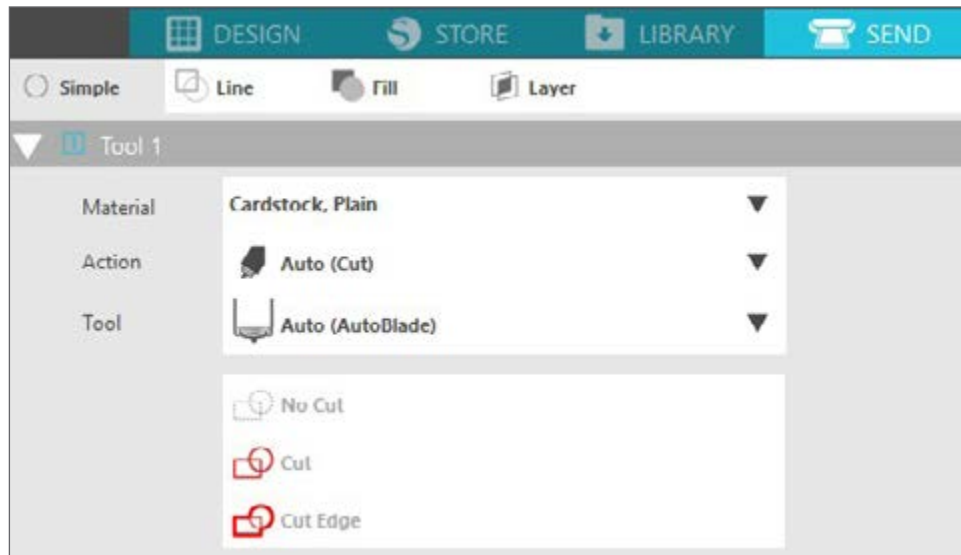 DESIGN STORE LIBRARY SEND
Simple Line Fill Layer
Tool 1
Material Cardstock, Plain
Action Auto (Cut)
Tool Auto (AutoBlade)
No Cut
Cut
Cut Edge